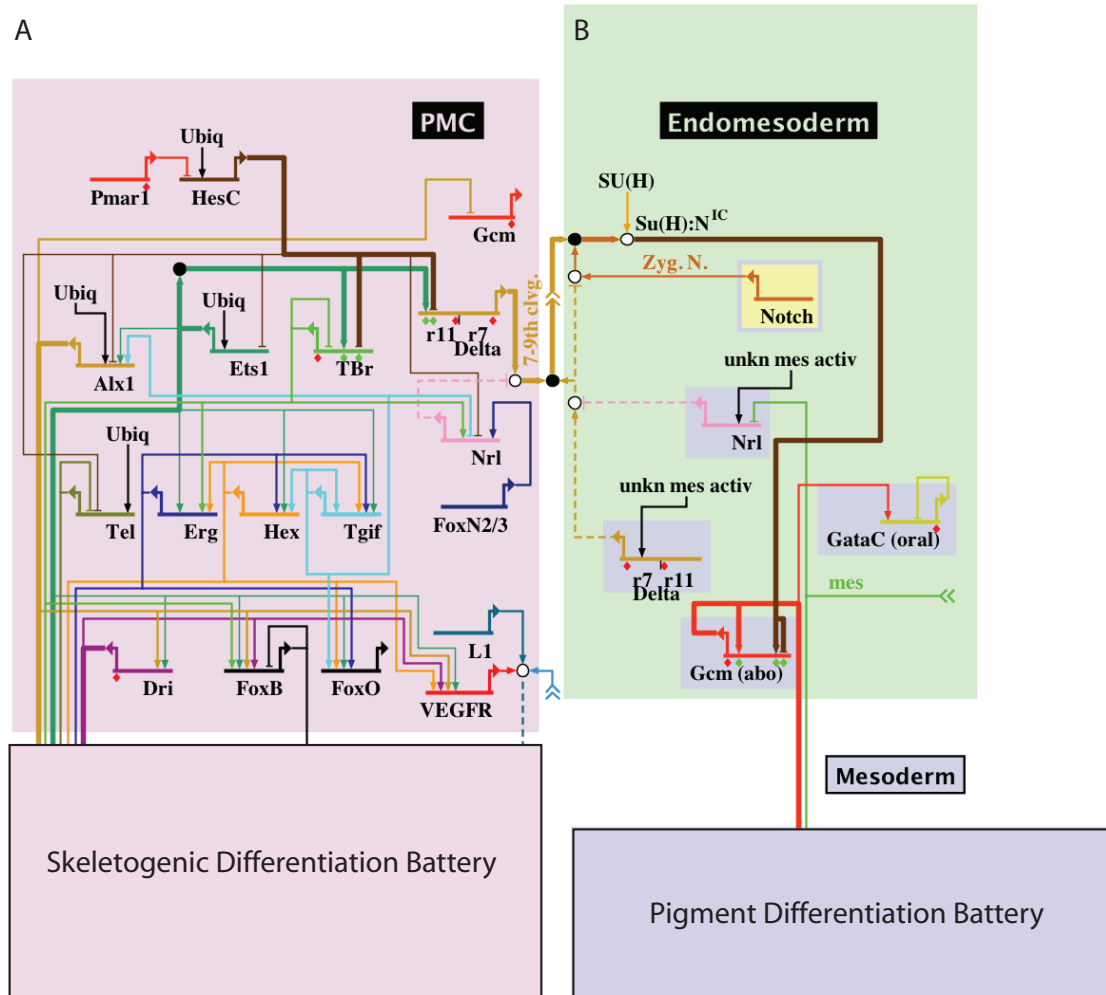 A
B
PMC
Endomesoderm
Ubiq
Pmar1
HesC
Gcm
SU(H)
Su(H):N^IC
Zyg. N.
Notch
7-9th clvg.
Ubiq
Ubiq
Alx1
Ets1
TBr
r11 r7
Delta
unkn mes activ
Nrl
Nrl
Ubiq
Tel
Erg
Hex
Tgif
FoxN2/3
unkn mes activ
r7 r11
Delta
GataC (oral)
mes
L1
Gcm (abo)
Dri
FoxB
FoxO
VEGFR
Mesoderm
Skeletogenic Differentiation Battery
Pigment Differentiation Battery